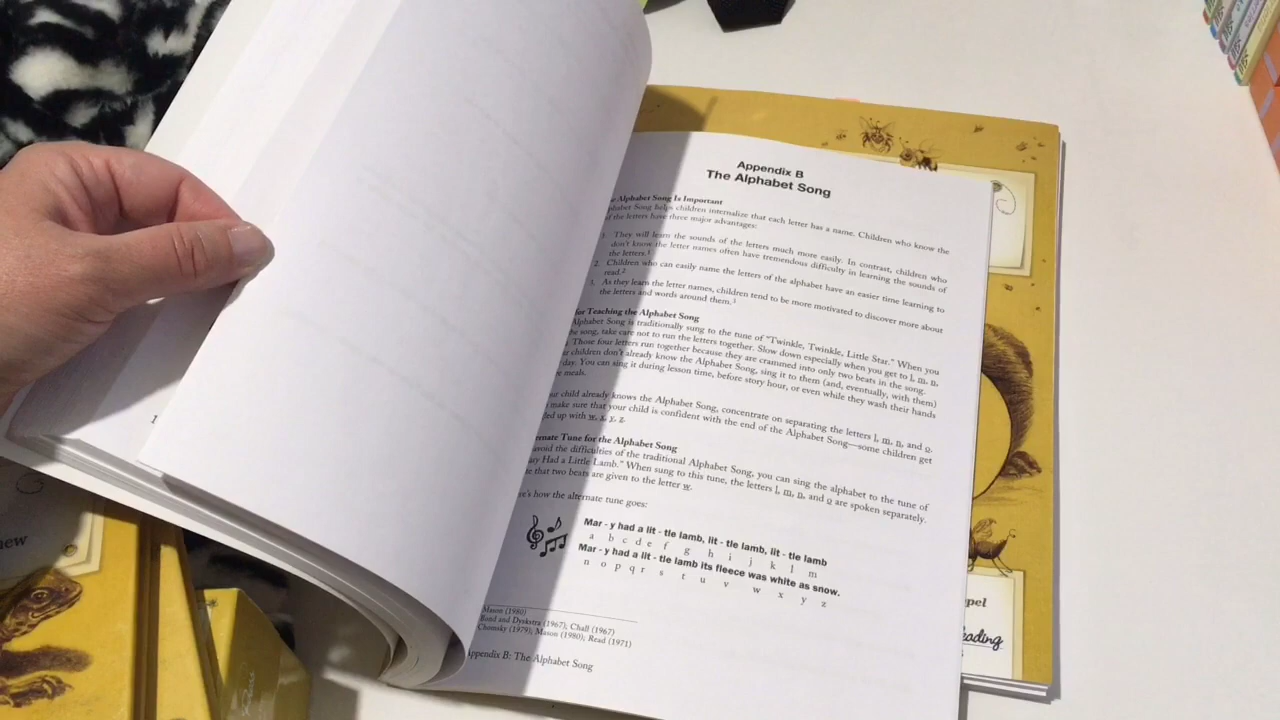 Appendix B
The Alphabet Song
Alphabet Song Is Important
Alphabet Song helps children internalize that each letter has a name. Children who know the
of the letters have three major advantages:
1. They will learn the sounds of the letters much more easily. In contrast, children who
don't know the letter names often have tremendous difficulty in learning the sounds of
the letters.1
2. Children who can easily name the letters of the alphabet have an easier time learning to
read.2
3. As they learn the letter names, children tend to be more motivated to discover more about
the letters and words around them.3
for Teaching the Alphabet Song
Alphabet Song is traditionally sung to the tune of "Twinkle, Twinkle, Little Star." When you
song, take care not to run the letters together. Slow down especially when you get to l, m, n,
Those four letters run together because they are crammed into only two beats in the song.
children don't already know the Alphabet Song, sing it to them (and, eventually, with them)
day. You can sing it during lesson time, before story hour, or even while they wash their hands
meals.
child already knows the Alphabet Song, concentrate on separating the letters l, m, n, and o.
make sure that your child is confident with the end of the Alphabet Song—some children get
up with w, x, y, z.
Tune for the Alphabet Song
avoid the difficulties of the traditional Alphabet Song, you can sing the alphabet to the tune of
Had a Little Lamb." When sung to this tune, the letters l, m, n, and o are spoken separately.
that two beats are given to the letter w.
how the alternate tune goes:
Mar - y had a lit - tle lamb, lit - tle lamb, lit - tle lamb
a b c d e f g h i j k l m
Mar - y had a lit - tle lamb its fleece was white as snow.
n o p q r s t u v w x y z
Mason (1980)
Bond and Dyskstra (1967); Chall (1967)
Chomsky (1979); Mason (1980); Read (1971)
Appendix B: The Alphabet Song